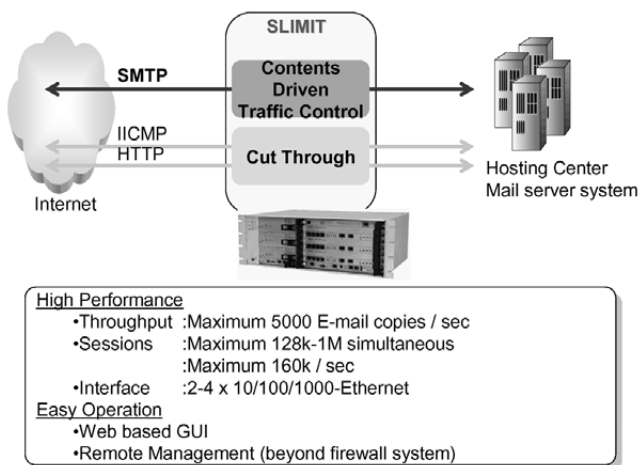 SLIMIT
SMTP
Contents
Driven
Traffic Control
IICMP
HTTP
Cut Through
Internet
Hosting Center
Mail server system
High Performance
•Throughput :Maximum 5000 E-mail copies / sec
•Sessions :Maximum 128k-1M simultaneous
:Maximum 160k / sec
•Interface :2-4 x 10/100/1000-Ethernet
Easy Operation
•Web based GUI
•Remote Management (beyond firewall system)